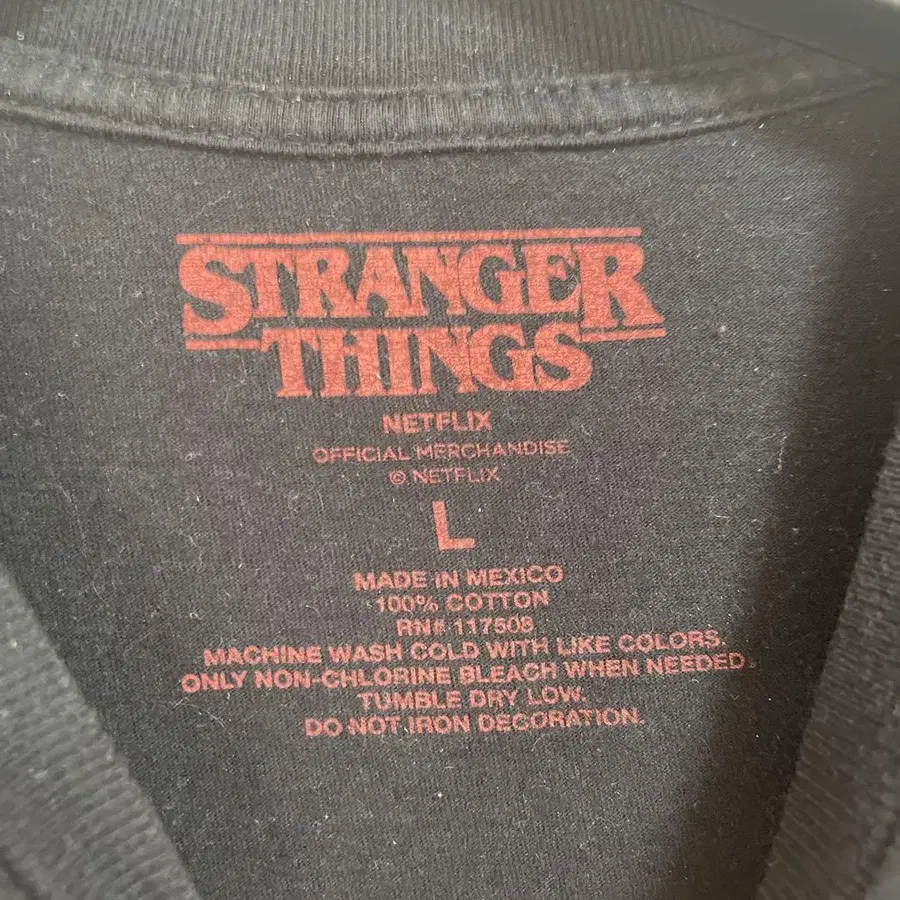 STRANGER
THINGS
NETFLIX
OFFICIAL MERCHANDISE
© NETFLIX
L
MADE IN MEXICO
100% COTTON
RN# 117508
MACHINE WASH COLD WITH LIKE COLORS.
ONLY NON-CHLORINE BLEACH WHEN NEEDED.
TUMBLE DRY LOW.
DO NOT IRON DECORATION.